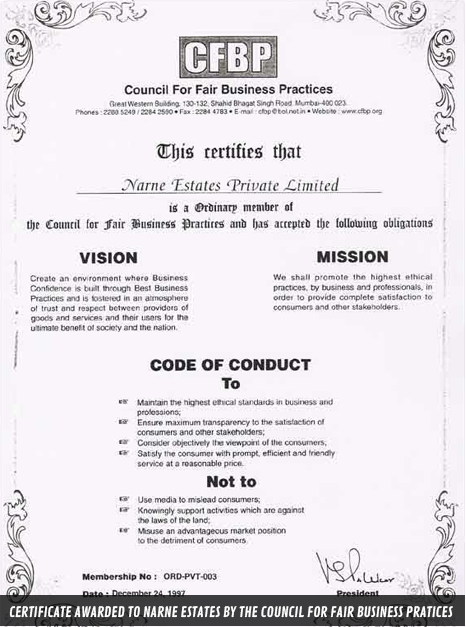 CFBP
Council For Fair Business Practices
Great Western Building, 130-132, Shahid Bhagat Singh Road, Mumbai-400 023.
Phones : 2288 5249 / 2284 2590 • Fax : 2284 4783 • E-mail : cfbp@bol.net.in • Website : www.cfbp.org
This certifies that
Narne Estates Private Limited
is a Ordinary member of
the Council for Fair Business Practices and has accepted the following obligations
VISION
Create an environment where Business
Confidence is built through Best Business
Practices and is fostered in an atmosphere
of trust and respect between providers of
goods and services and their users for the
ultimate benefit of society and the nation.
MISSION
We shall promote the highest ethical
practices, by business and professionals, in
order to provide complete satisfaction to
consumers and other stakeholders.
CODE OF CONDUCT
To
Maintain the highest ethical standards in business and
professions;
Ensure maximum transparency to the satisfaction of
consumers and other stakeholders;
Consider objectively the viewpoint of the consumers,
Satisfy the consumer with prompt, efficient and friendly
service at a reasonable price.
Not to
Use media to mislead consumers;
Knowingly support activities which are against
the laws of the land;
Misuse an advantageous market position
to the detriment of consumers.
Membership No : ORD-PVT-003
Date : December 24, 1997
President
CERTIFICATE AWARDED TO NARNE ESTATES BY THE COUNCIL FOR FAIR BUSINESS PRATICES